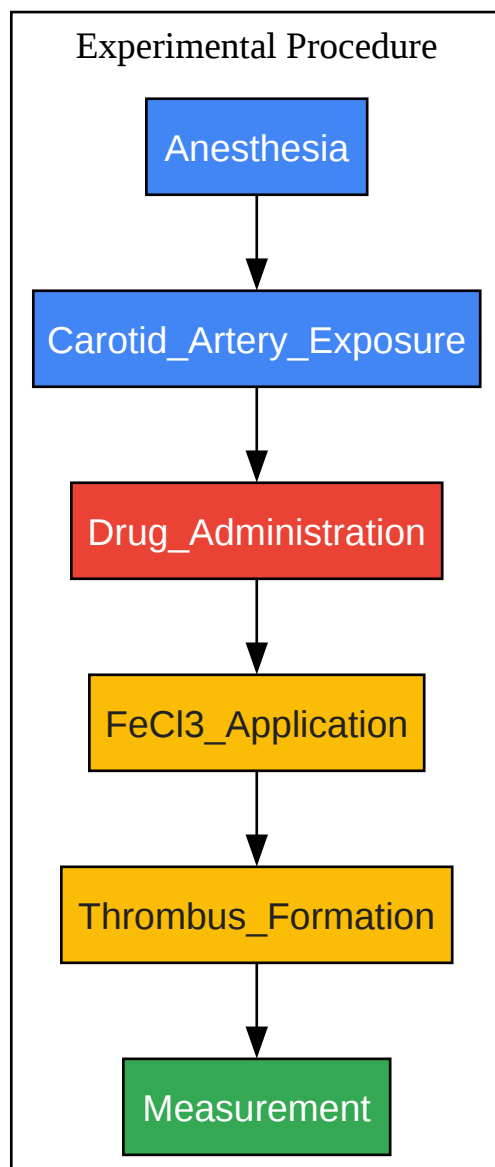 Experimental Procedure
Anesthesia
Carotid_Artery_Exposure
Drug_Administration
FeCl3_Application
Thrombus_Formation
Measurement